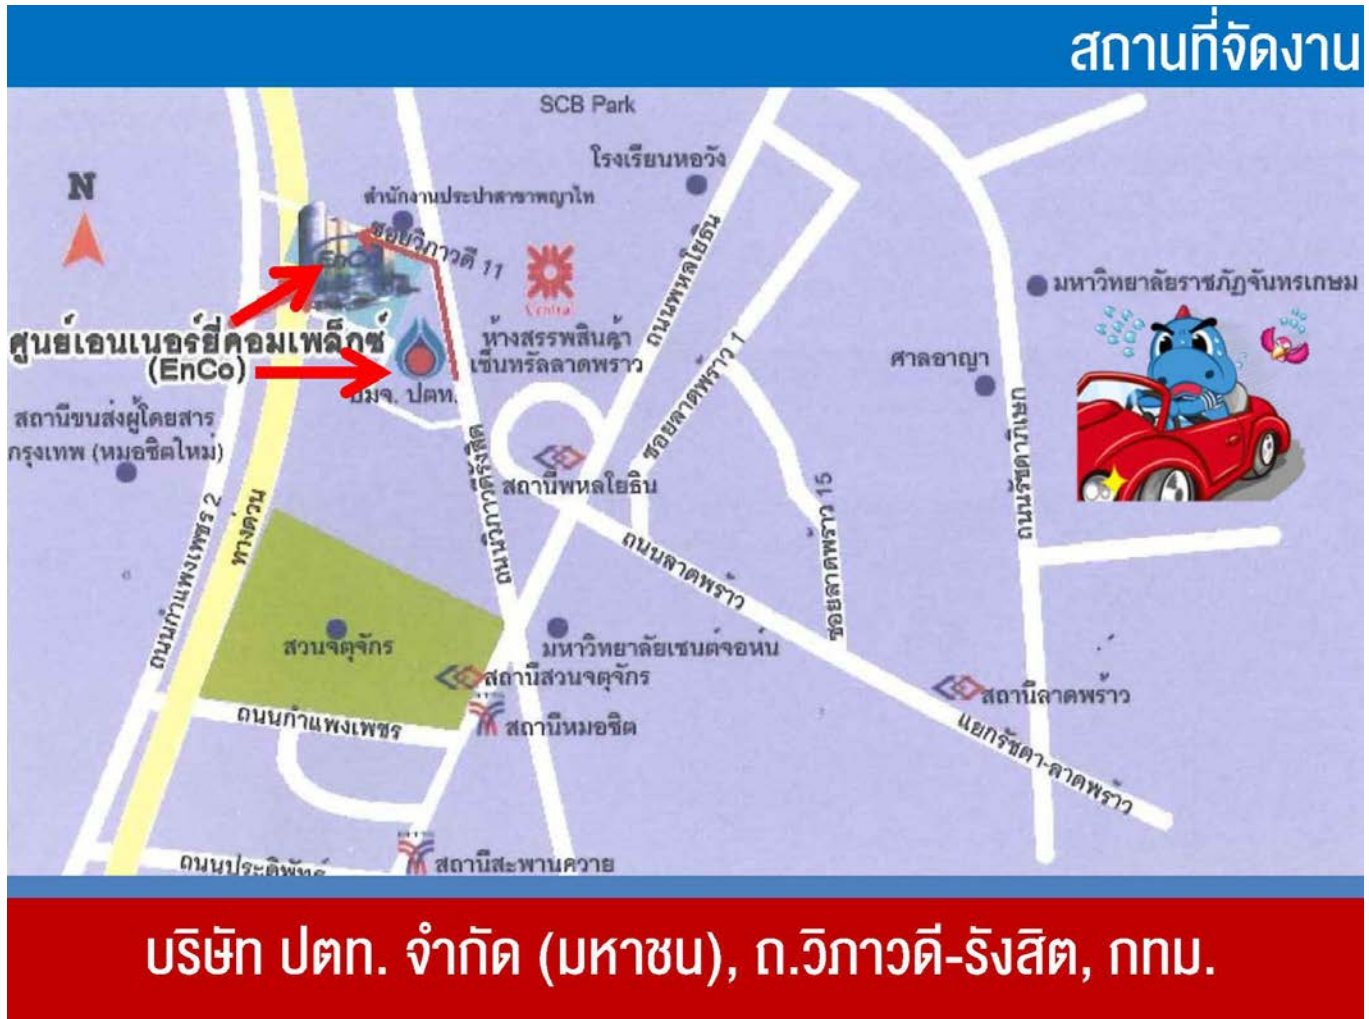 สถานที่จัดงาน
SCB Park
โรงเรียนหอวัง
N
สำนักงานประปาสาขาพญาไท
ซอยวิภาวดี 11
EnCo
Central
มหาวิทยาลัยราชภัฏจันทรเกษม
ถนนพหลโยธิน
ศูนย์เอนเนอร์ยี่คอมเพล็กซ์
(EnCo)
ห้างสรรพสินค้า
เซ็นทรัลลาดพราว
ซอยลาดพร้าว 1
ศาลอาญา
บมจ. ปตท.
สถานีขนส่งผู้โดยสาร
กรุงเทพ (หมอชิตใหม่)
ถนนรัชดาภิเษก
สถานีพหลโยธิน
ถนนวิภาวดีรังสิต
ซอยลาดพร้าว 15
ทางด่วน
ถนนกำแพงเพชร 2
ถนนลาดพร้าว
สวนจตุจักร
มหาวิทยาลัยเซนต์จอห์น
สถานีสวนจตุจักร
สถานีลาดพร้าว
ถนนกำแพงเพชร
สถานีหมอชิต
แยกรัชดา-ลาดพร้าว
ถนนประดิพัทธ์
สถานีสะพานควาย
บริษัท ปตท. จำกัด (มหาชน), ถ.วิภาวดี-รังสิต, กทม.